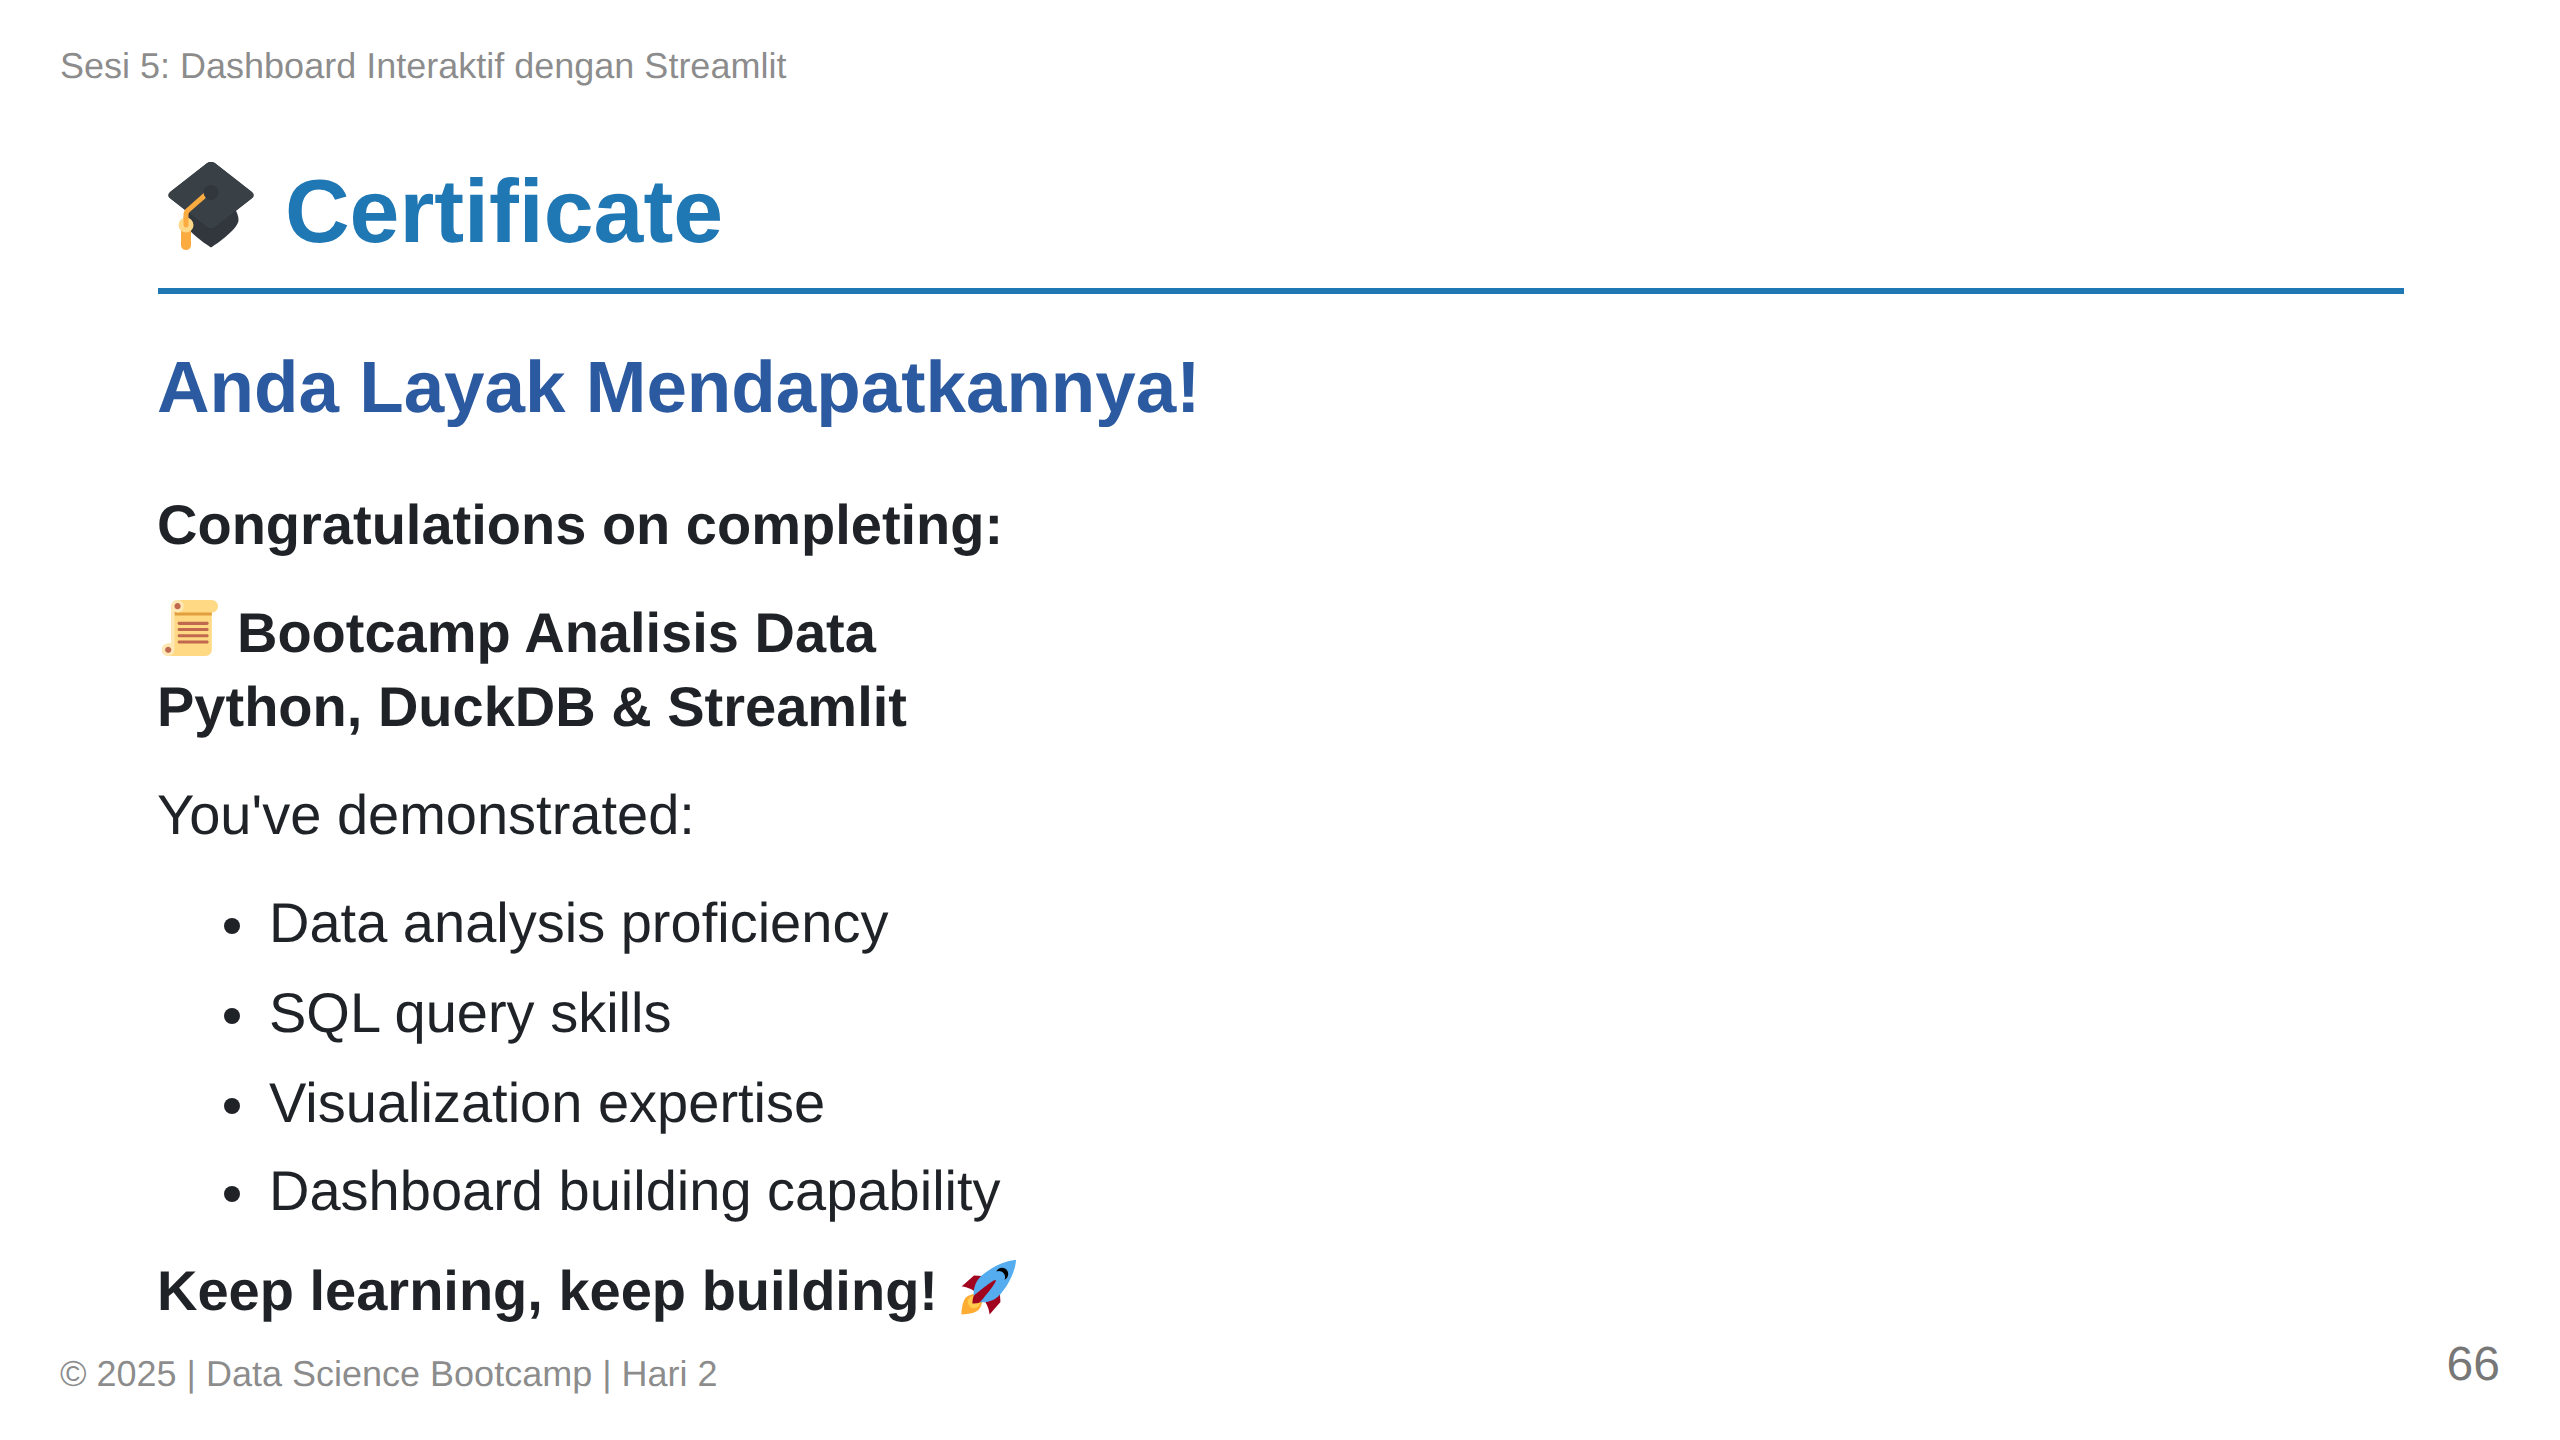 Sesi 5: Dashboard Interaktif dengan Streamlit
🎓 Certificate
Anda Layak Mendapatkannya!
Congratulations on completing:
📜 Bootcamp Analisis Data
Python, DuckDB & Streamlit
You've demonstrated:
• Data analysis proficiency
• SQL query skills
• Visualization expertise
• Dashboard building capability
Keep learning, keep building! 🚀
© 2025 | Data Science Bootcamp | Hari 2
66